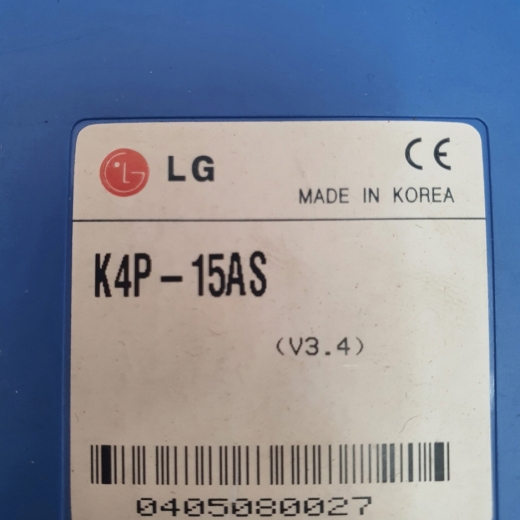 LG
CE
MADE IN KOREA
K4P-15AS
(V3.4)
0405080027